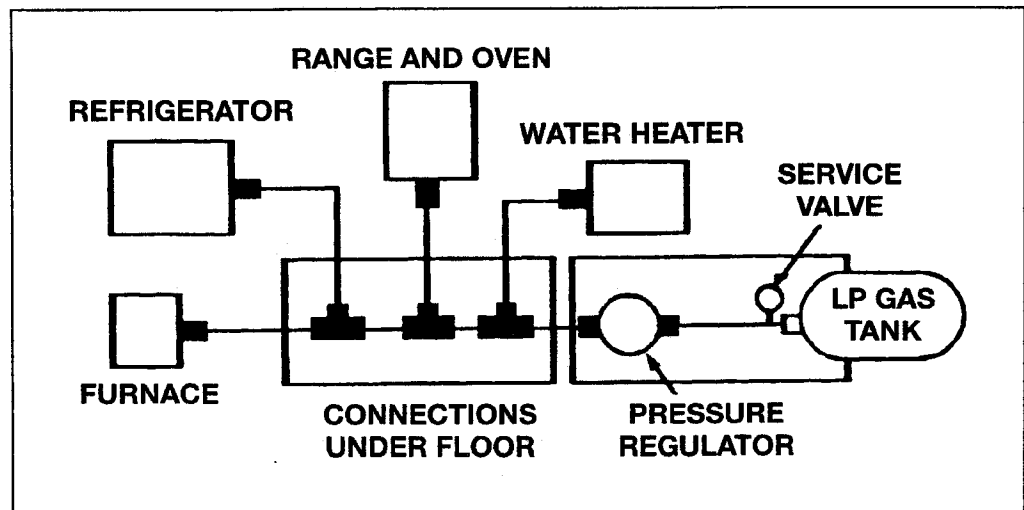 RANGE AND OVEN
REFRIGERATOR
WATER HEATER
SERVICE
VALVE
LP GAS
TANK
FURNACE
CONNECTIONS
UNDER FLOOR
PRESSURE
REGULATOR